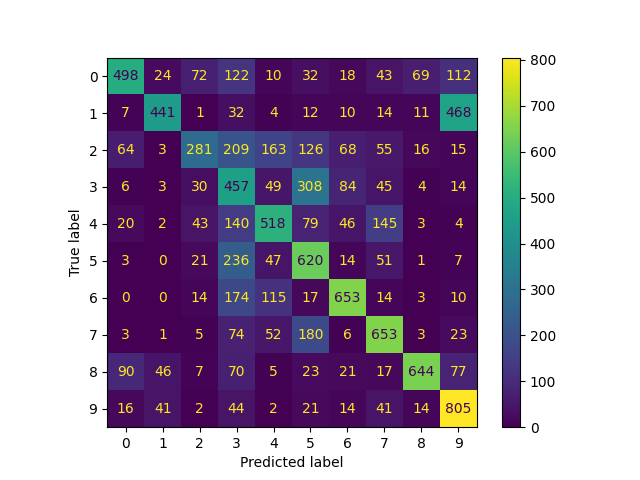 0 498 24 72 122 10 32 18 43 69 112
1 7 441 1 32 4 12 10 14 11 468
2 64 3 281 209 163 126 68 55 16 15
3 6 3 30 457 49 308 84 45 4 14
4 20 2 43 140 518 79 46 145 3 4
5 3 0 21 236 47 620 14 51 1 7
6 0 0 14 174 115 17 653 14 3 10
7 3 1 5 74 52 180 6 653 3 23
8 90 46 7 70 5 23 21 17 644 77
9 16 41 2 44 2 21 14 41 14 805
0 1 2 3 4 5 6 7 8 9
Predicted label
True label
800
700
600
500
400
300
200
100
0